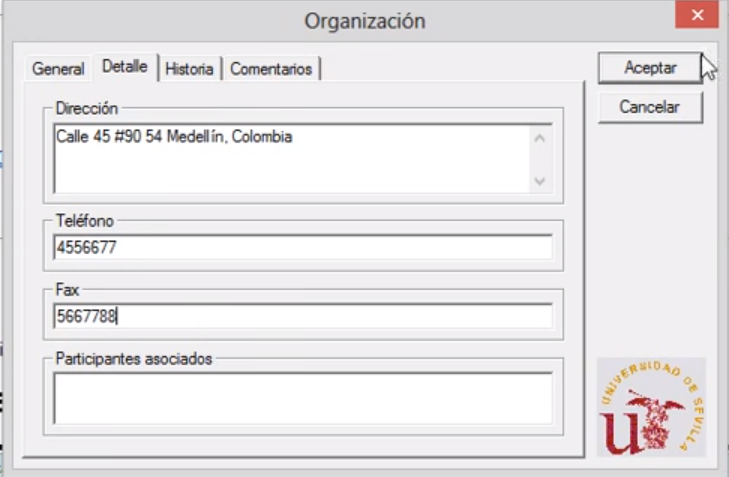 Organización
General
Detalle
Historia
Comentarios
Aceptar
Cancelar
Dirección
Calle 45 #90 54 Medellín, Colombia
Teléfono
4556677
Fax
5667788
Participantes asociados
UNIVERSIDAD DE SEVILLA